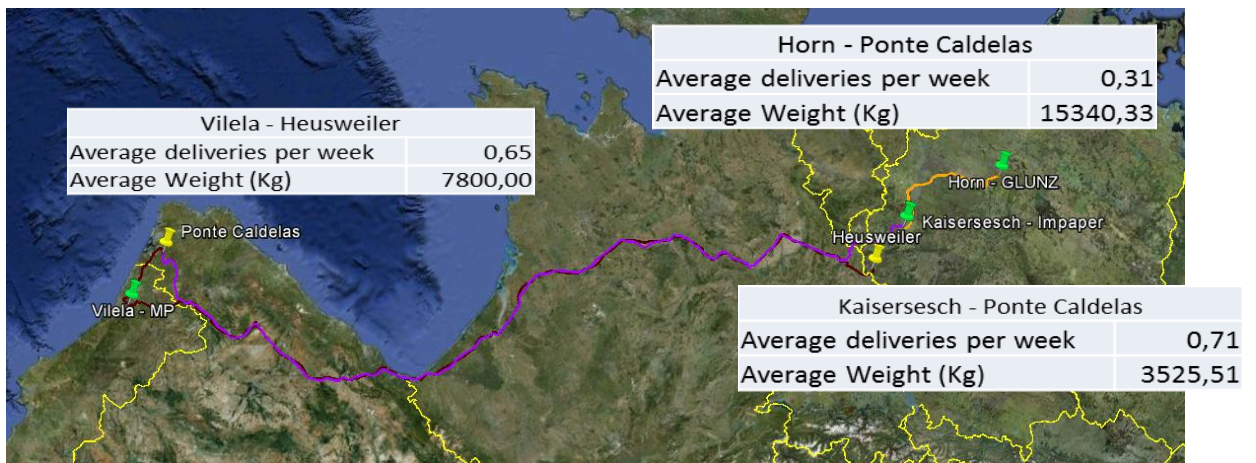 Horn - Ponte Caldelas
Average deliveries per week 0,31
Average Weight (Kg) 15340,33
Vilela - Heusweiler
Average deliveries per week 0,65
Average Weight (Kg) 7800,00
Horn - GLUNZ
Kaisersesch - Impaper
Heusweiler
Ponte Caldelas
Vilela - MP
Kaisersesch - Ponte Caldelas
Average deliveries per week 0,71
Average Weight (Kg) 3525,51